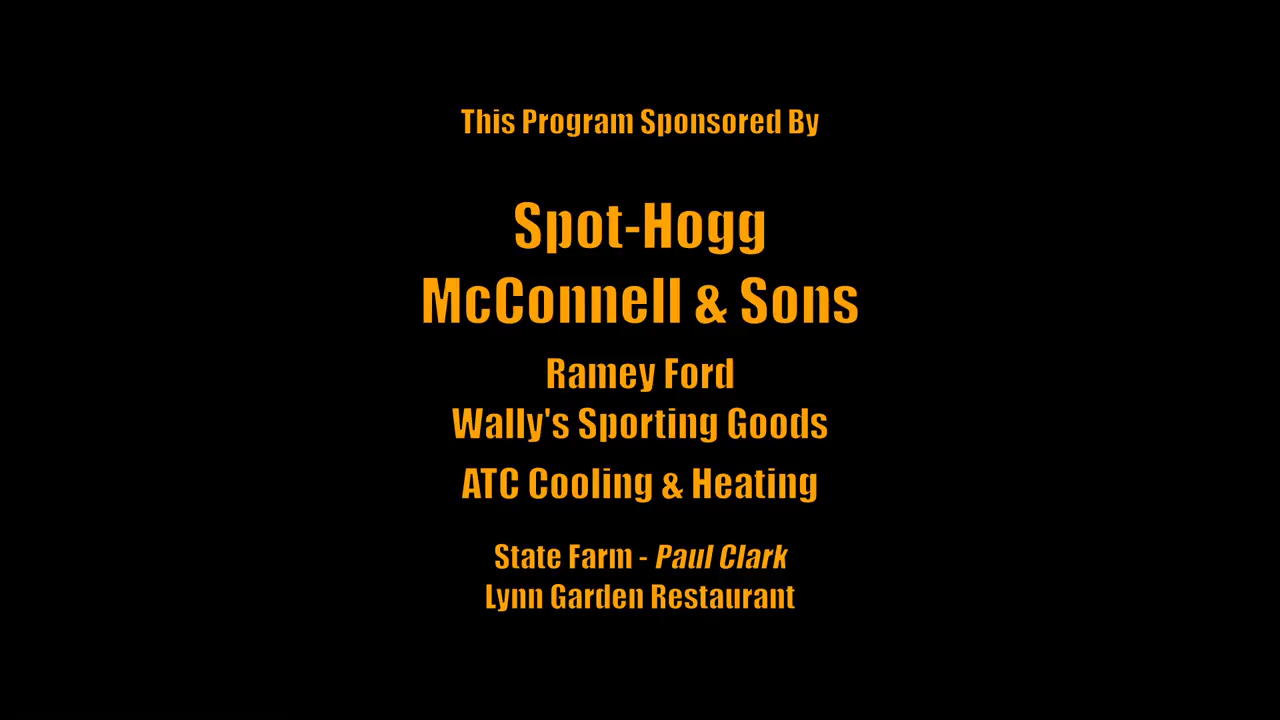 This Program Sponsored By
Spot-Hogg
McConnell & Sons
Ramey Ford
Wally's Sporting Goods
ATC Cooling & Heating
State Farm - Paul Clark
Lynn Garden Restaurant